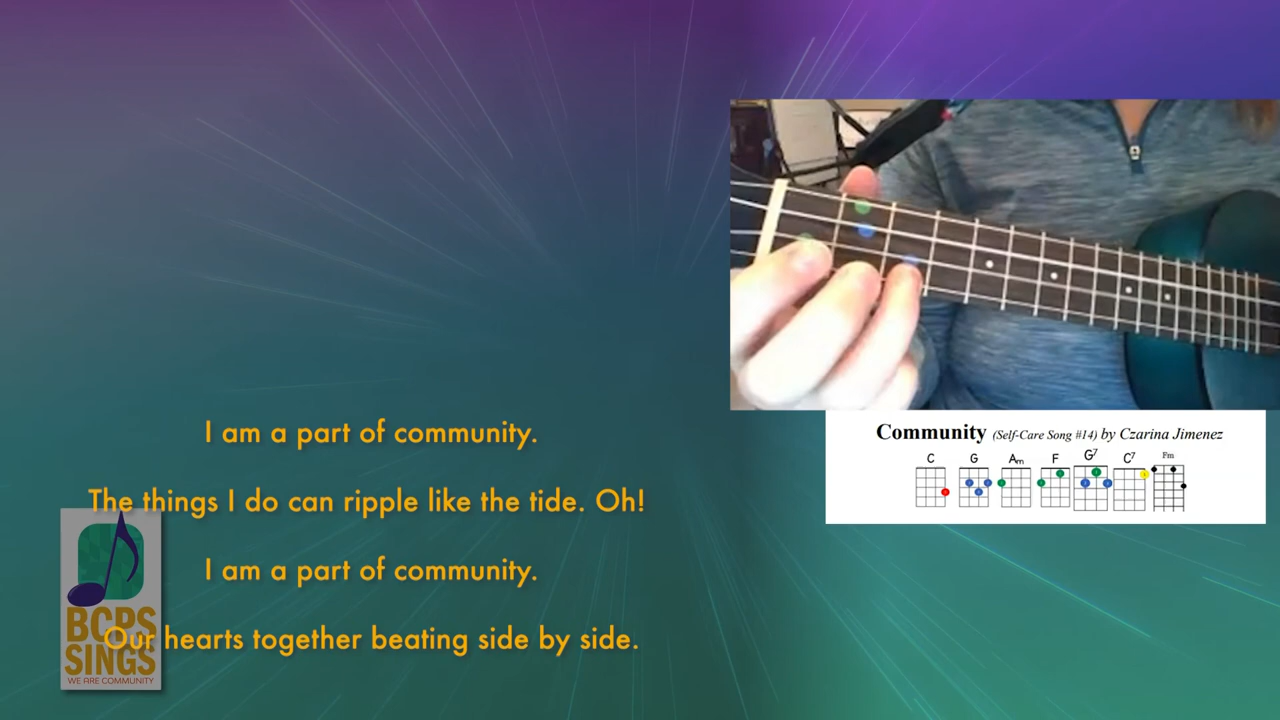 I am a part of community.
The things I do can ripple like the tide. Oh!
I am a part of community.
Our hearts together beating side by side.
BCPS
SINGS
WE ARE COMMUNITY
Community (Self-Care Song #14) by Czarina Jimenez
C G Am F G7 C7 Fm